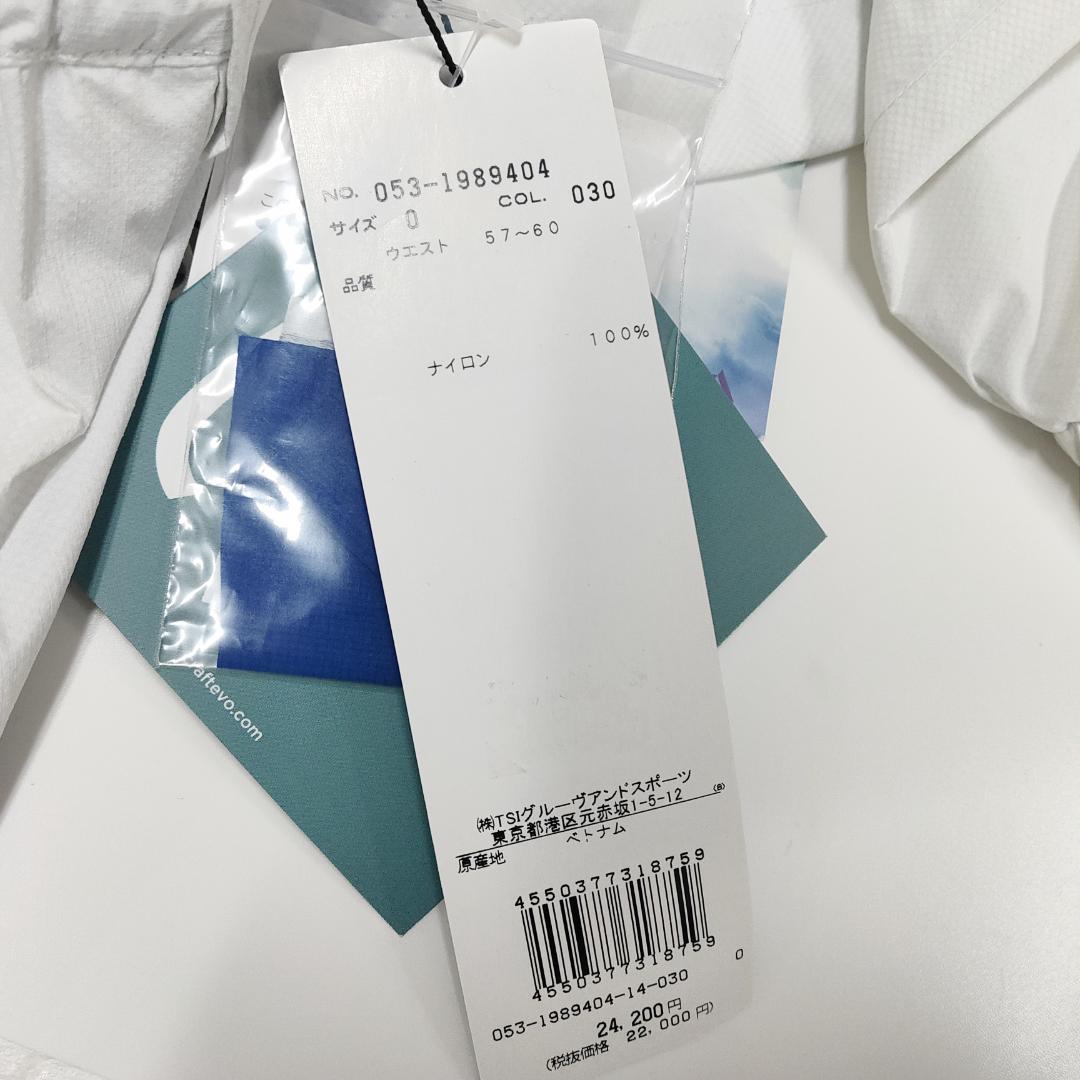 NO. 053-1989404
COL. 030
サイズ 0
ウエスト 57～60
品質
ナイロン 100%
㈱TSIグルーヴアンドスポーツ
東京都港区元赤坂1-5-12 (B)
原産地 ベトナム
4550377318759
4550377318759
053-1989404-14-030 0
24,200円
(税抜価格 22,000円)
aftevo.com